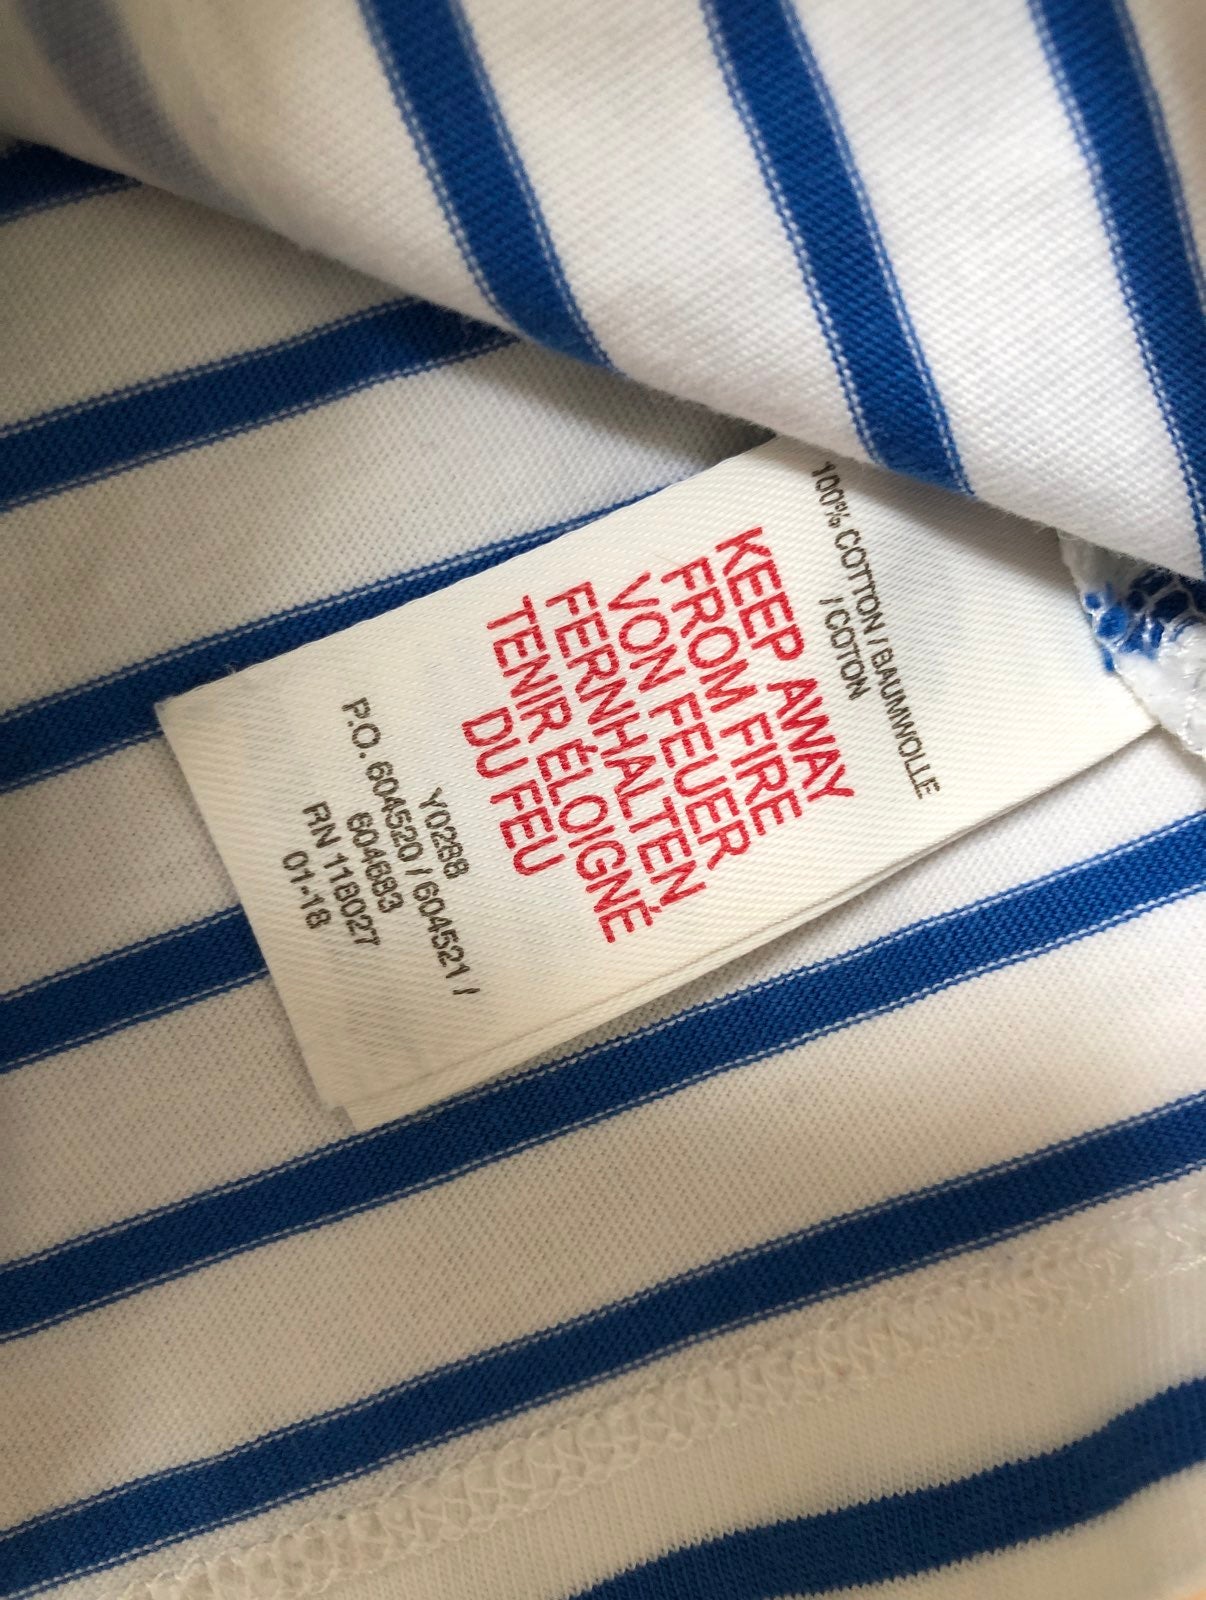 100% COTTON / BAUMWOLLE
/ COTON
KEEP AWAY
FROM FIRE
VON FEUER
FERNHALTEN
TENIR ÉLOIGNÉ
DU FEU
Y0288
P.O. 604520 / 604521 /
604683
RN 118027
01-18